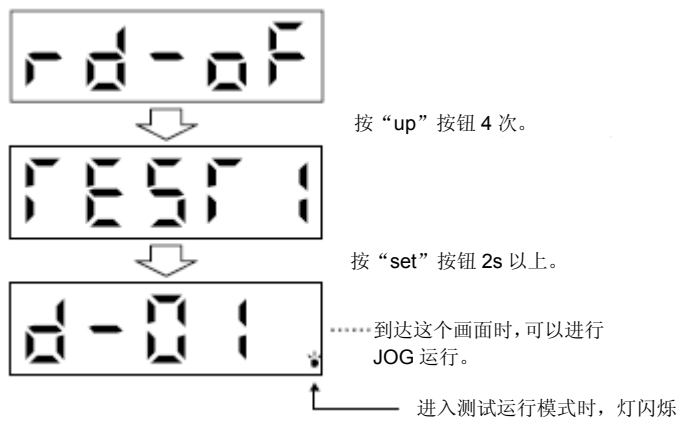 rd-oF
按“up”按钮 4 次。
TEST1
按“set”按钮 2s 以上。
d-01
······到达这个画面时,可以进行
JOG 运行。
进入测试运行模式时，灯闪烁